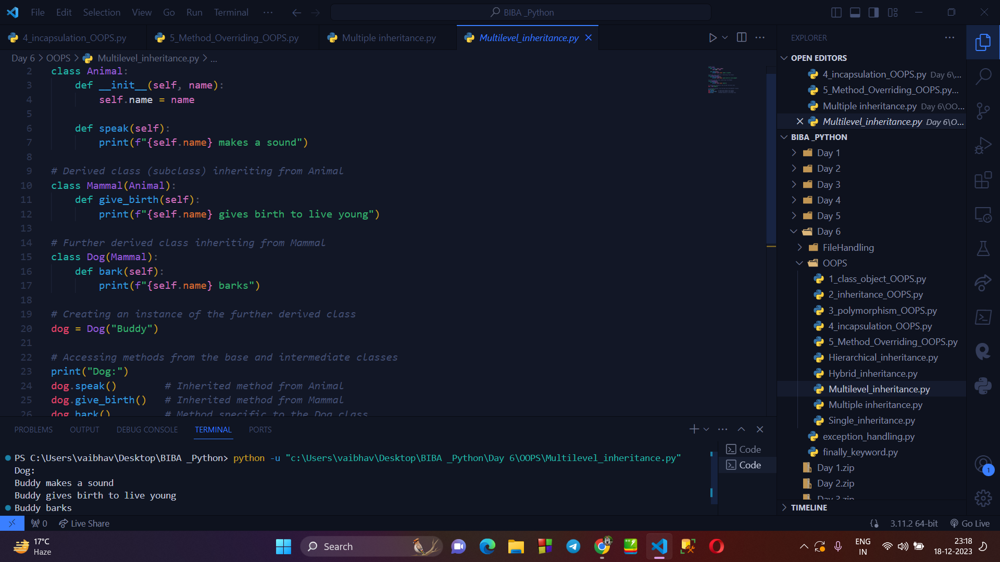 File Edit Selection View Go Run Terminal ··· BIBA _Python
4_incapsulation_OOPS.py 5_Method_Overriding_OOPS.py Multiple inheritance.py Multilevel_inheritance.py
Day 6 > OOPS > Multilevel_inheritance.py > ...
2 class Animal:
3 def __init__(self, name):
4 self.name = name
5
6 def speak(self):
7 print(f"{self.name} makes a sound")
8
9 # Derived class (subclass) inheriting from Animal
10 class Mammal(Animal):
11 def give_birth(self):
12 print(f"{self.name} gives birth to live young")
13
14 # Further derived class inheriting from Mammal
15 class Dog(Mammal):
16 def bark(self):
17 print(f"{self.name} barks")
18
19 # Creating an instance of the further derived class
20 dog = Dog("Buddy")
21
22 # Accessing methods from the base and intermediate classes
23 print("Dog:")
24 dog.speak() # Inherited method from Animal
25 dog.give_birth() # Inherited method from Mammal
26 dog.bark() # Method specific to the Dog class
PROBLEMS OUTPUT DEBUG CONSOLE TERMINAL PORTS
PS C:\Users\vaibhav\Desktop\BIBA _Python> python -u "c:\Users\vaibhav\Desktop\BIBA _Python\Day 6\OOPS\Multilevel_inheritance.py"
Dog:
Buddy makes a sound
Buddy gives birth to live young
Buddy barks
Code
Code
EXPLORER
OPEN EDITORS
4_incapsulation_OOPS.py Day 6\...
5_Method_Overriding_OOPS.py...
Multiple inheritance.py Day 6\OO...
Multilevel_inheritance.py Day 6\O...
BIBA _PYTHON
Day 1
Day 2
Day 3
Day 4
Day 5
Day 6
FileHandling
OOPS
1_class_object_OOPS.py
2_inheritance_OOPS.py
3_polymorphism_OOPS.py
4_incapsulation_OOPS.py
5_Method_Overriding_OOPS.py
Hierarchical_inheritance.py
Hybrid_inheritance.py
Multilevel_inheritance.py
Multiple inheritance.py
Single_inheritance.py
exception_handling.py
finally_keyword.py
Day 1.zip
Day 2.zip
Day 3.zip
TIMELINE
1
0 Live Share 3.11.2 64-bit Go Live
17°C
Haze
Search
ENG
IN
23:18
18-12-2023